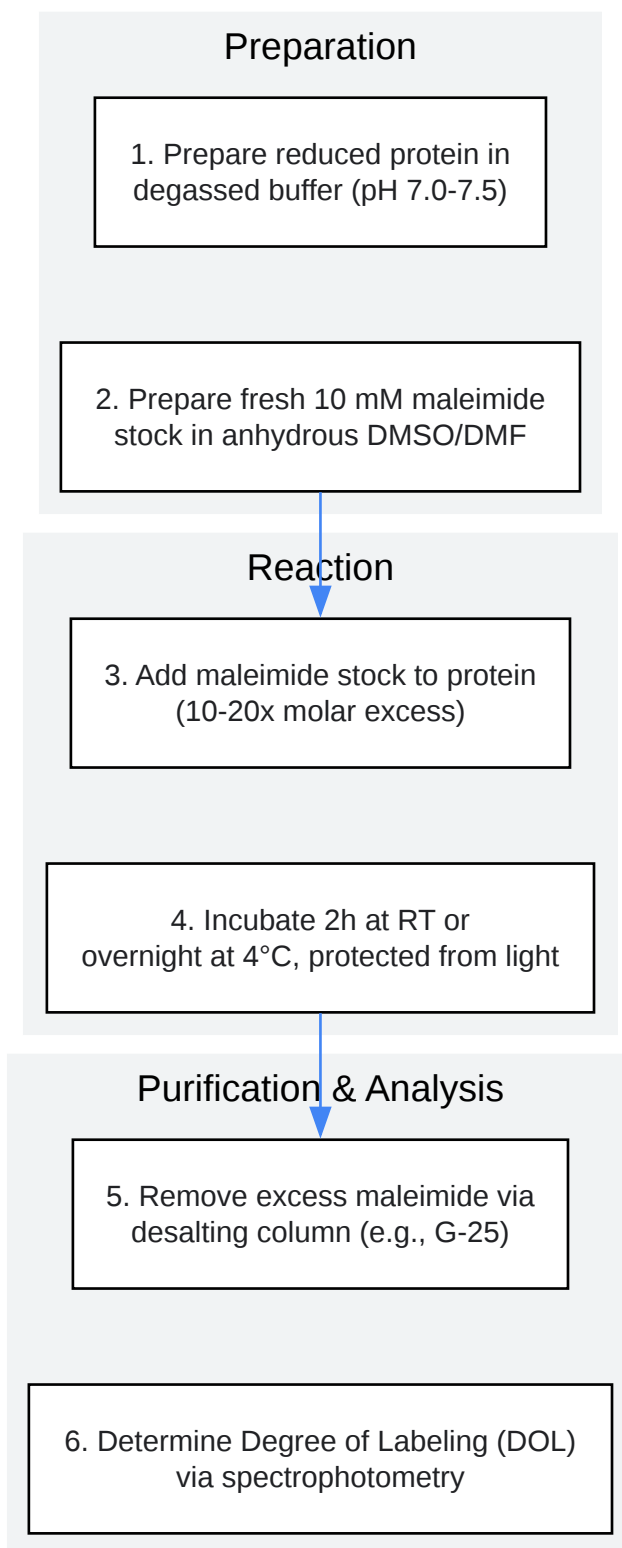 Preparation
1. Prepare reduced protein in
degassed buffer (pH 7.0-7.5)
2. Prepare fresh 10 mM maleimide
stock in anhydrous DMSO/DMF
Reaction
3. Add maleimide stock to protein
(10-20x molar excess)
4. Incubate 2h at RT or
overnight at 4°C, protected from light
Purification & Analysis
5. Remove excess maleimide via
desalting column (e.g., G-25)
6. Determine Degree of Labeling (DOL)
via spectrophotometry